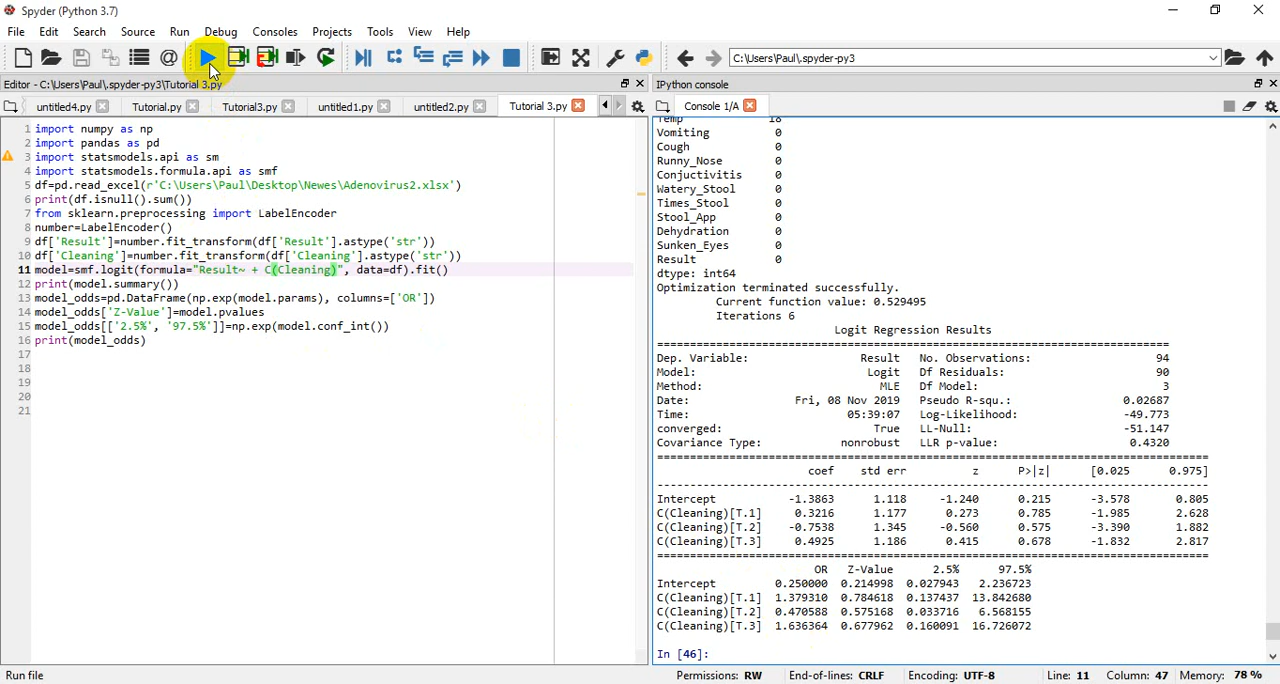 Spyder (Python 3.7)
File Edit Search Source Run Debug Consoles Projects Tools View Help
C:\Users\Paul\.spyder-py3
Editor - C:\Users\Paul\.spyder-py3\Tutorial 3.py
IPython console
untitled4.py Tutorial.py Tutorial3.py untitled1.py untitled2.py Tutorial 3.py
Console 1/A
1 import numpy as np
2 import pandas as pd
3 import statsmodels.api as sm
4 import statsmodels.formula.api as smf
5 df=pd.read_excel(r'C:\Users\Paul\Desktop\Newes\Adenovirus2.xlsx')
6 print(df.isnull().sum())
7 from sklearn.preprocessing import LabelEncoder
8 number=LabelEncoder()
9 df['Result']=number.fit_transform(df['Result'].astype('str'))
10 df['Cleaning']=number.fit_transform(df['Cleaning'].astype('str'))
11 model=smf.logit(formula="Result~ + C(Cleaning)", data=df).fit()
12 print(model.summary())
13 model_odds=pd.DataFrame(np.exp(model.params), columns=['OR'])
14 model_odds['Z-Value']=model.pvalues
15 model_odds[['2.5%', '97.5%']]=np.exp(model.conf_int())
16 print(model_odds)
17
18
19
20
21
Temp 18
Vomiting 0
Cough 0
Runny_Nose 0
Conjuctivitis 0
Watery_Stool 0
Times_Stool 0
Stool_App 0
Dehydration 0
Sunken_Eyes 0
Result 0
dtype: int64
Optimization terminated successfully.
Current function value: 0.529495
Iterations 6
Logit Regression Results
==============================================================================
Dep. Variable: Result No. Observations: 94
Model: Logit Df Residuals: 90
Method: MLE Df Model: 3
Date: Fri, 08 Nov 2019 Pseudo R-squ.: 0.02687
Time: 05:39:07 Log-Likelihood: -49.773
converged: True LL-Null: -51.147
Covariance Type: nonrobust LLR p-value: 0.4320
====================================================================================
coef std err z P>|z| [0.025 0.975]
------------------------------------------------------------------------------------
Intercept -1.3863 1.118 -1.240 0.215 -3.578 0.805
C(Cleaning)[T.1] 0.3216 1.177 0.273 0.785 -1.985 2.628
C(Cleaning)[T.2] -0.7538 1.345 -0.560 0.575 -3.390 1.882
C(Cleaning)[T.3] 0.4925 1.186 0.415 0.678 -1.832 2.817
====================================================================================
OR Z-Value 2.5% 97.5%
Intercept 0.250000 0.214998 0.027943 2.236723
C(Cleaning)[T.1] 1.379310 0.784618 0.137437 13.842680
C(Cleaning)[T.2] 0.470588 0.575168 0.033716 6.568155
C(Cleaning)[T.3] 1.636364 0.677962 0.160091 16.726072
In [46]:
Run file
Permissions: RW End-of-lines: CRLF Encoding: UTF-8 Line: 11 Column: 47 Memory: 78 %